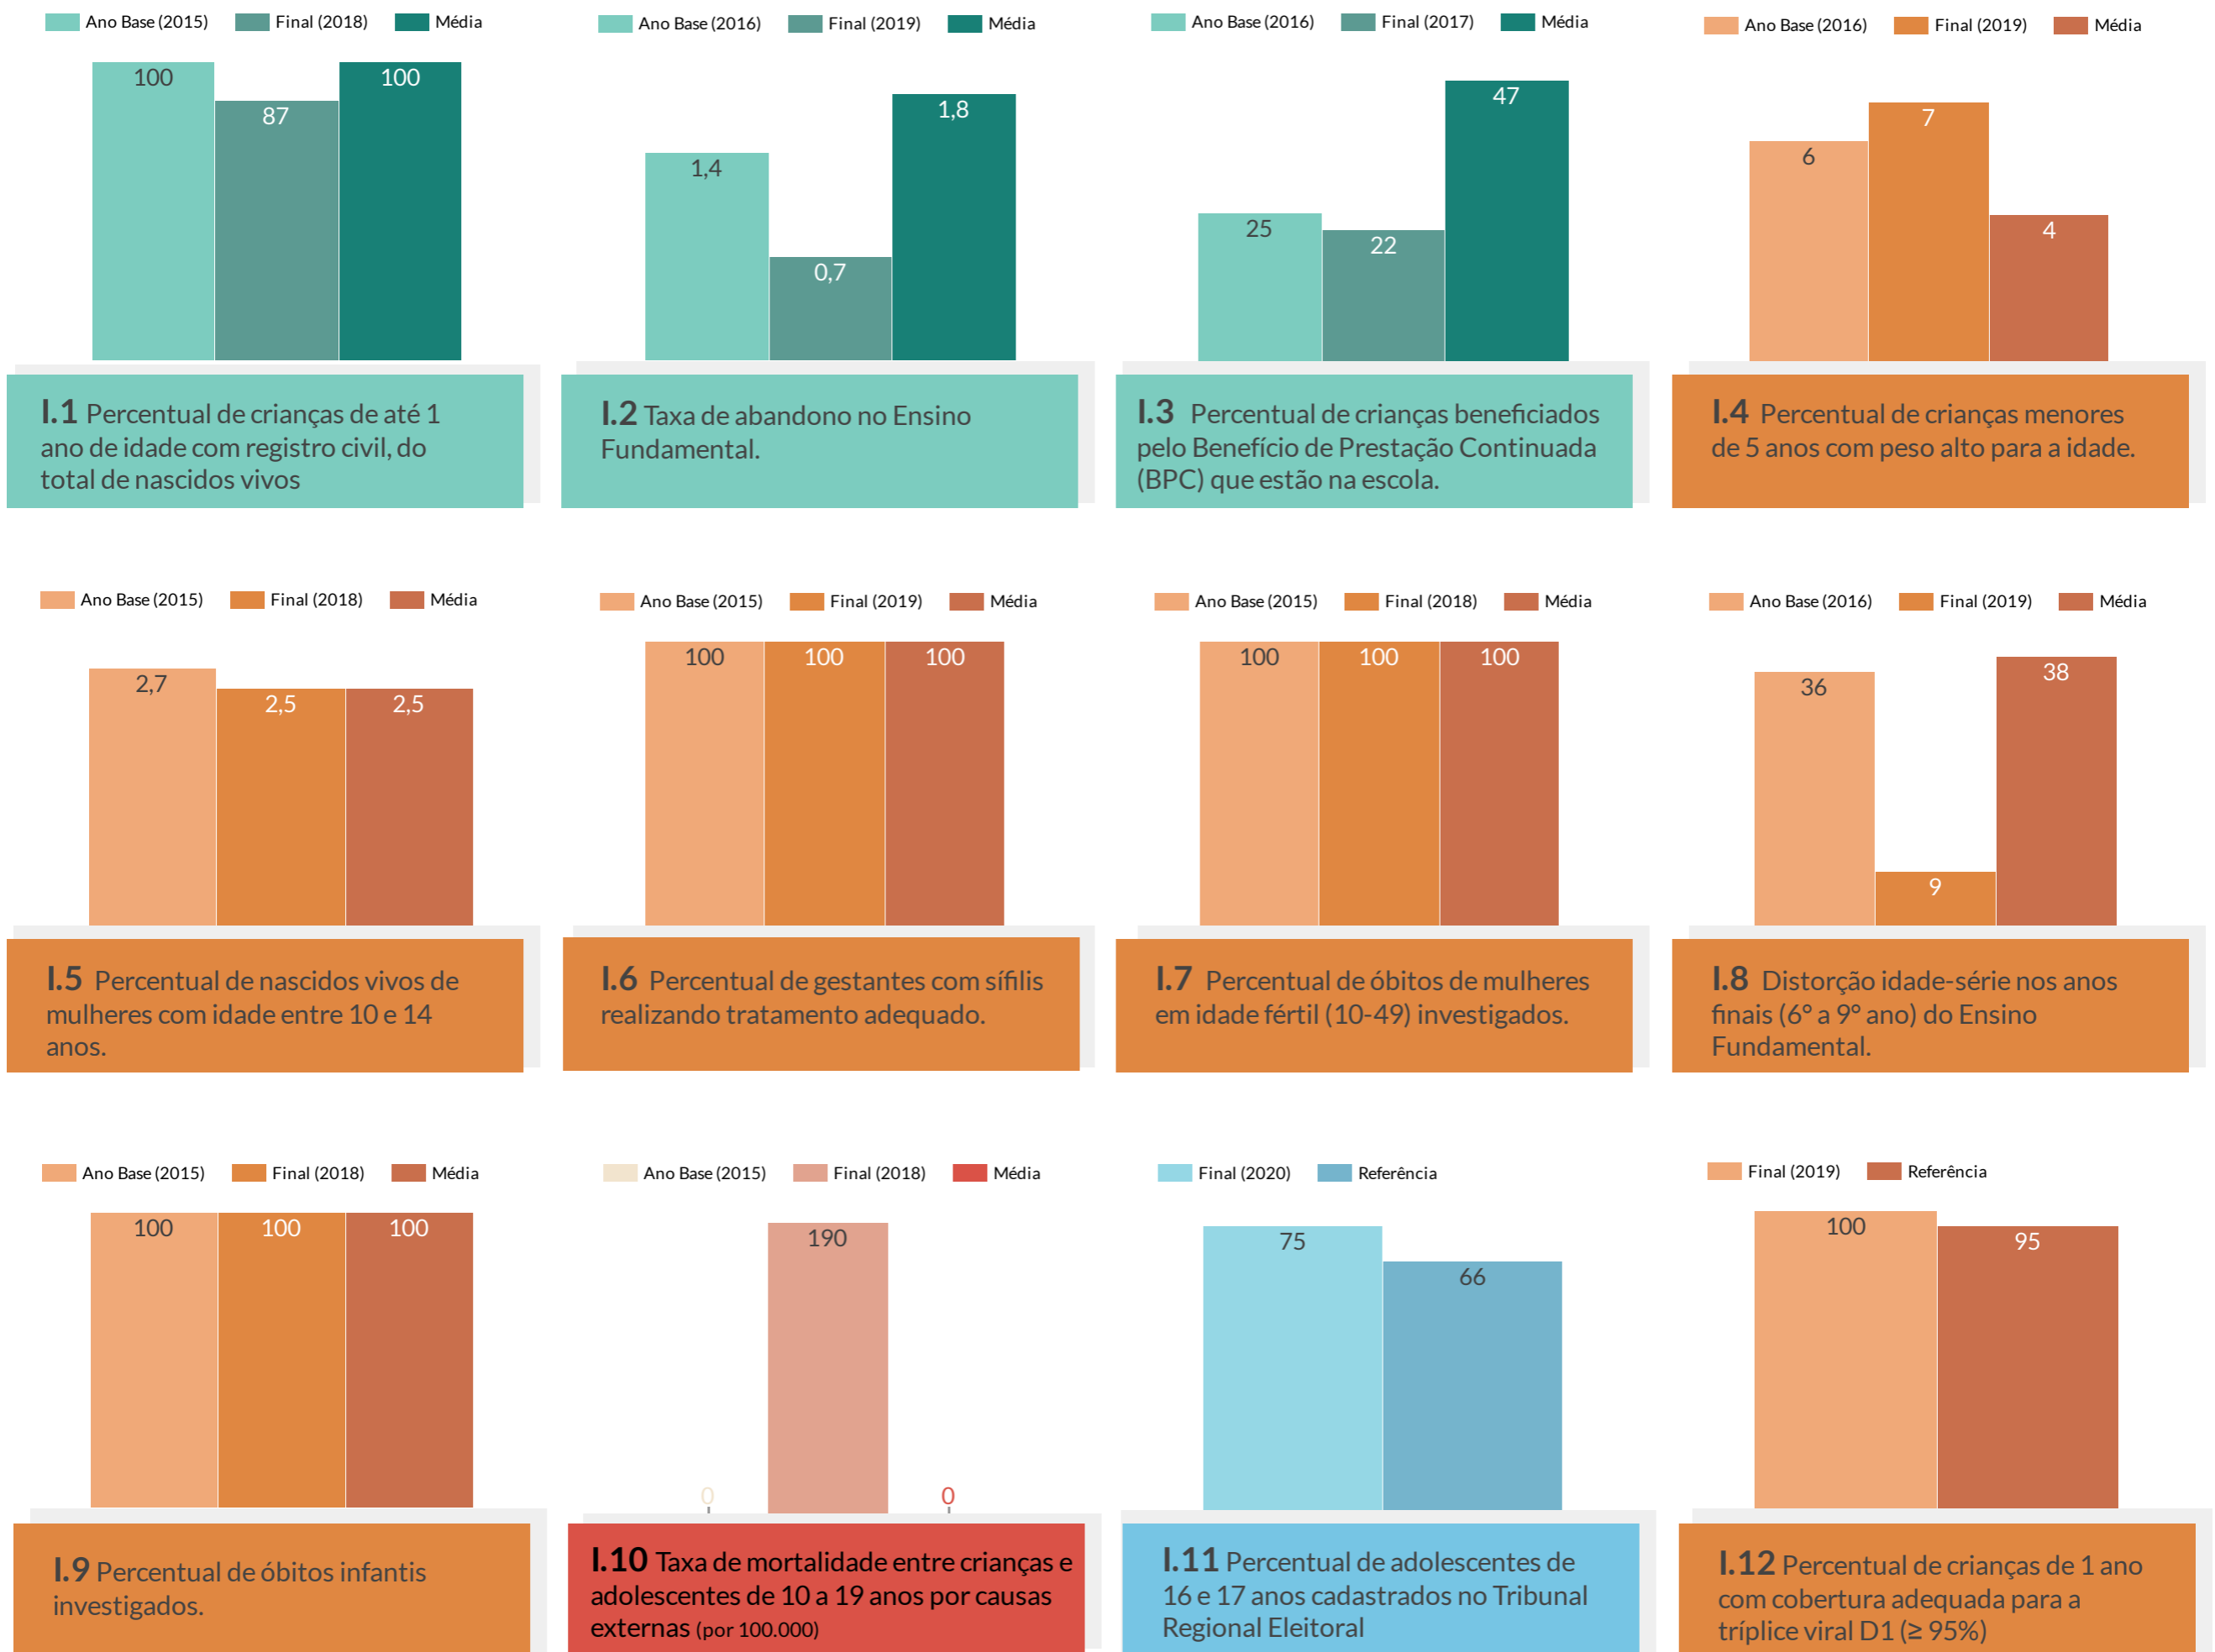 Ano Base (2015) Final (2018) Média
100 87 100
I.1 Percentual de crianças de até 1
ano de idade com registro civil, do
total de nascidos vivos
Ano Base (2016) Final (2019) Média
1,4 0,7 1,8
I.2 Taxa de abandono no Ensino
Fundamental.
Ano Base (2016) Final (2017) Média
25 22 47
I.3 Percentual de crianças beneficiados
pelo Benefício de Prestação Continuada
(BPC) que estão na escola.
Ano Base (2016) Final (2019) Média
6 7 4
I.4 Percentual de crianças menores
de 5 anos com peso alto para a idade.
Ano Base (2015) Final (2018) Média
2,7 2,5 2,5
I.5 Percentual de nascidos vivos de
mulheres com idade entre 10 e 14
anos.
Ano Base (2015) Final (2019) Média
100 100 100
I.6 Percentual de gestantes com sífilis
realizando tratamento adequado.
Ano Base (2015) Final (2018) Média
100 100 100
I.7 Percentual de óbitos de mulheres
em idade fértil (10-49) investigados.
Ano Base (2016) Final (2019) Média
36 9 38
I.8 Distorção idade-série nos anos
finais (6° a 9° ano) do Ensino
Fundamental.
Ano Base (2015) Final (2018) Média
100 100 100
I.9 Percentual de óbitos infantis
investigados.
Ano Base (2015) Final (2018) Média
0 190 0
I.10 Taxa de mortalidade entre crianças e
adolescentes de 10 a 19 anos por causas
externas (por 100.000)
Final (2020) Referência
75 66
I.11 Percentual de adolescentes de
16 e 17 anos cadastrados no Tribunal
Regional Eleitoral
Final (2019) Referência
100 95
I.12 Percentual de crianças de 1 ano
com cobertura adequada para a
tríplice viral D1 (≥ 95%)